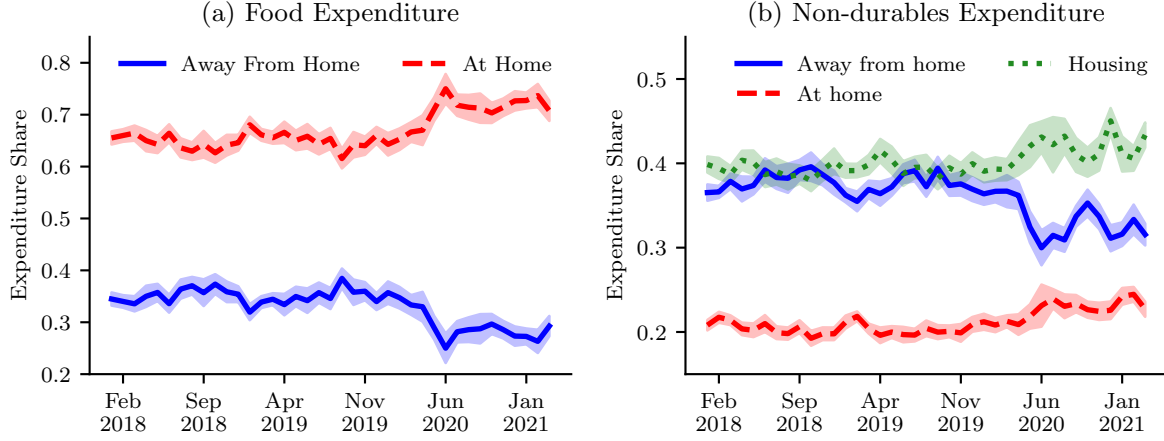 (a) Food Expenditure
Away From Home
At Home
Expenditure Share
0.8
0.7
0.6
0.5
0.4
0.3
0.2
Feb
2018
Sep
2018
Apr
2019
Nov
2019
Jun
2020
Jan
2021
(b) Non-durables Expenditure
Away from home
Housing
At home
Expenditure Share
0.5
0.4
0.3
0.2
Feb
2018
Sep
2018
Apr
2019
Nov
2019
Jun
2020
Jan
2021